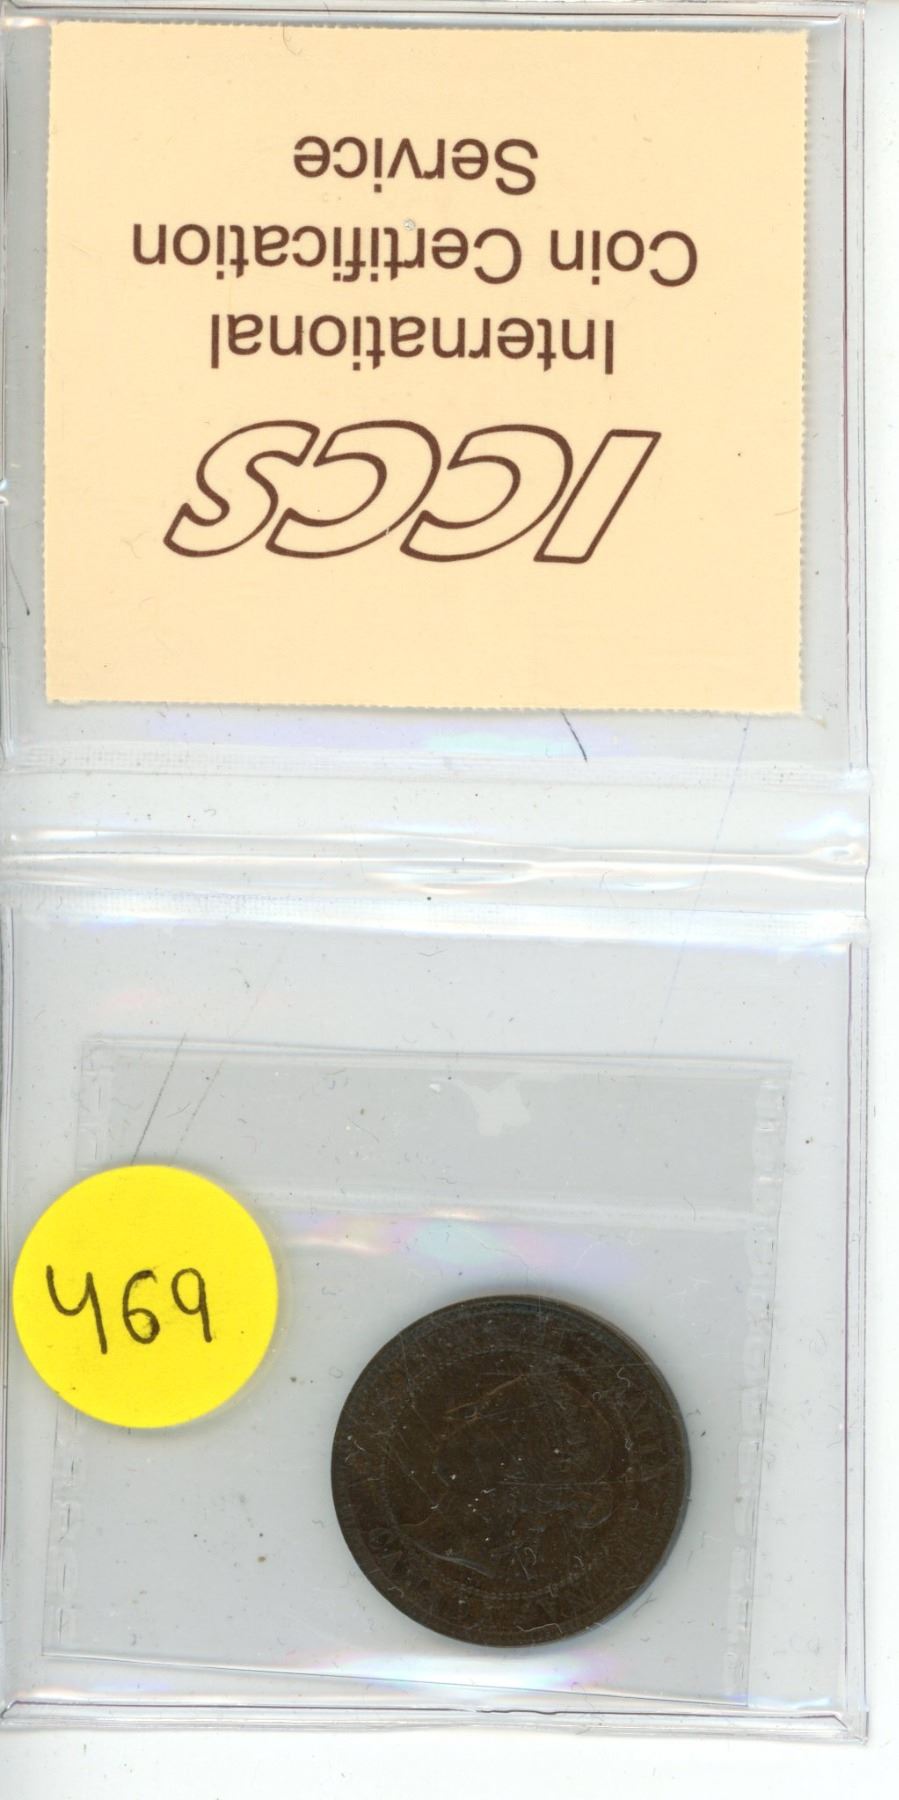 ICCS
International
Coin Certification
Service
469